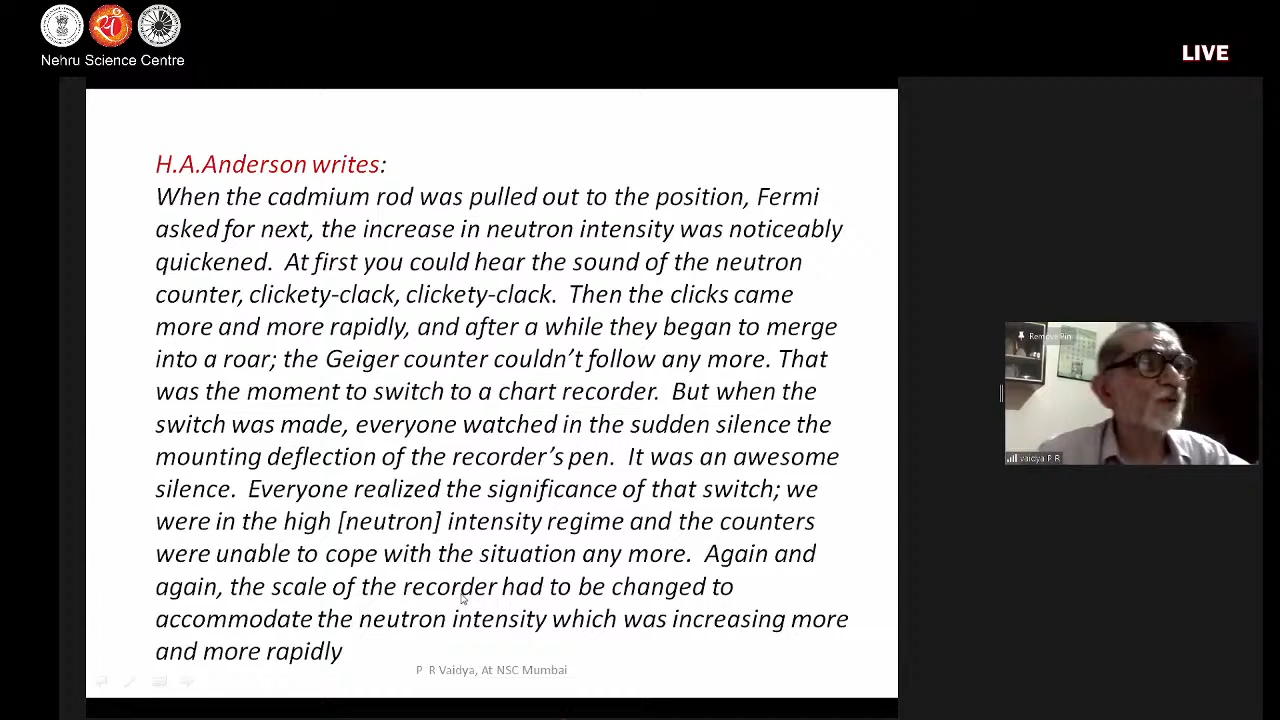 Nehru Science Centre
LIVE
H.A.Anderson writes:
When the cadmium rod was pulled out to the position, Fermi
asked for next, the increase in neutron intensity was noticeably
quickened. At first you could hear the sound of the neutron
counter, clickety-clack, clickety-clack. Then the clicks came
more and more rapidly, and after a while they began to merge
into a roar; the Geiger counter couldn't follow any more. That
was the moment to switch to a chart recorder. But when the
switch was made, everyone watched in the sudden silence the
mounting deflection of the recorder's pen. It was an awesome
silence. Everyone realized the significance of that switch; we
were in the high [neutron] intensity regime and the counters
were unable to cope with the situation any more. Again and
again, the scale of the recorder had to be changed to
accommodate the neutron intensity which was increasing more
and more rapidly
P R Vaidya, At NSC Mumbai
Remove Pin
vaidya P R